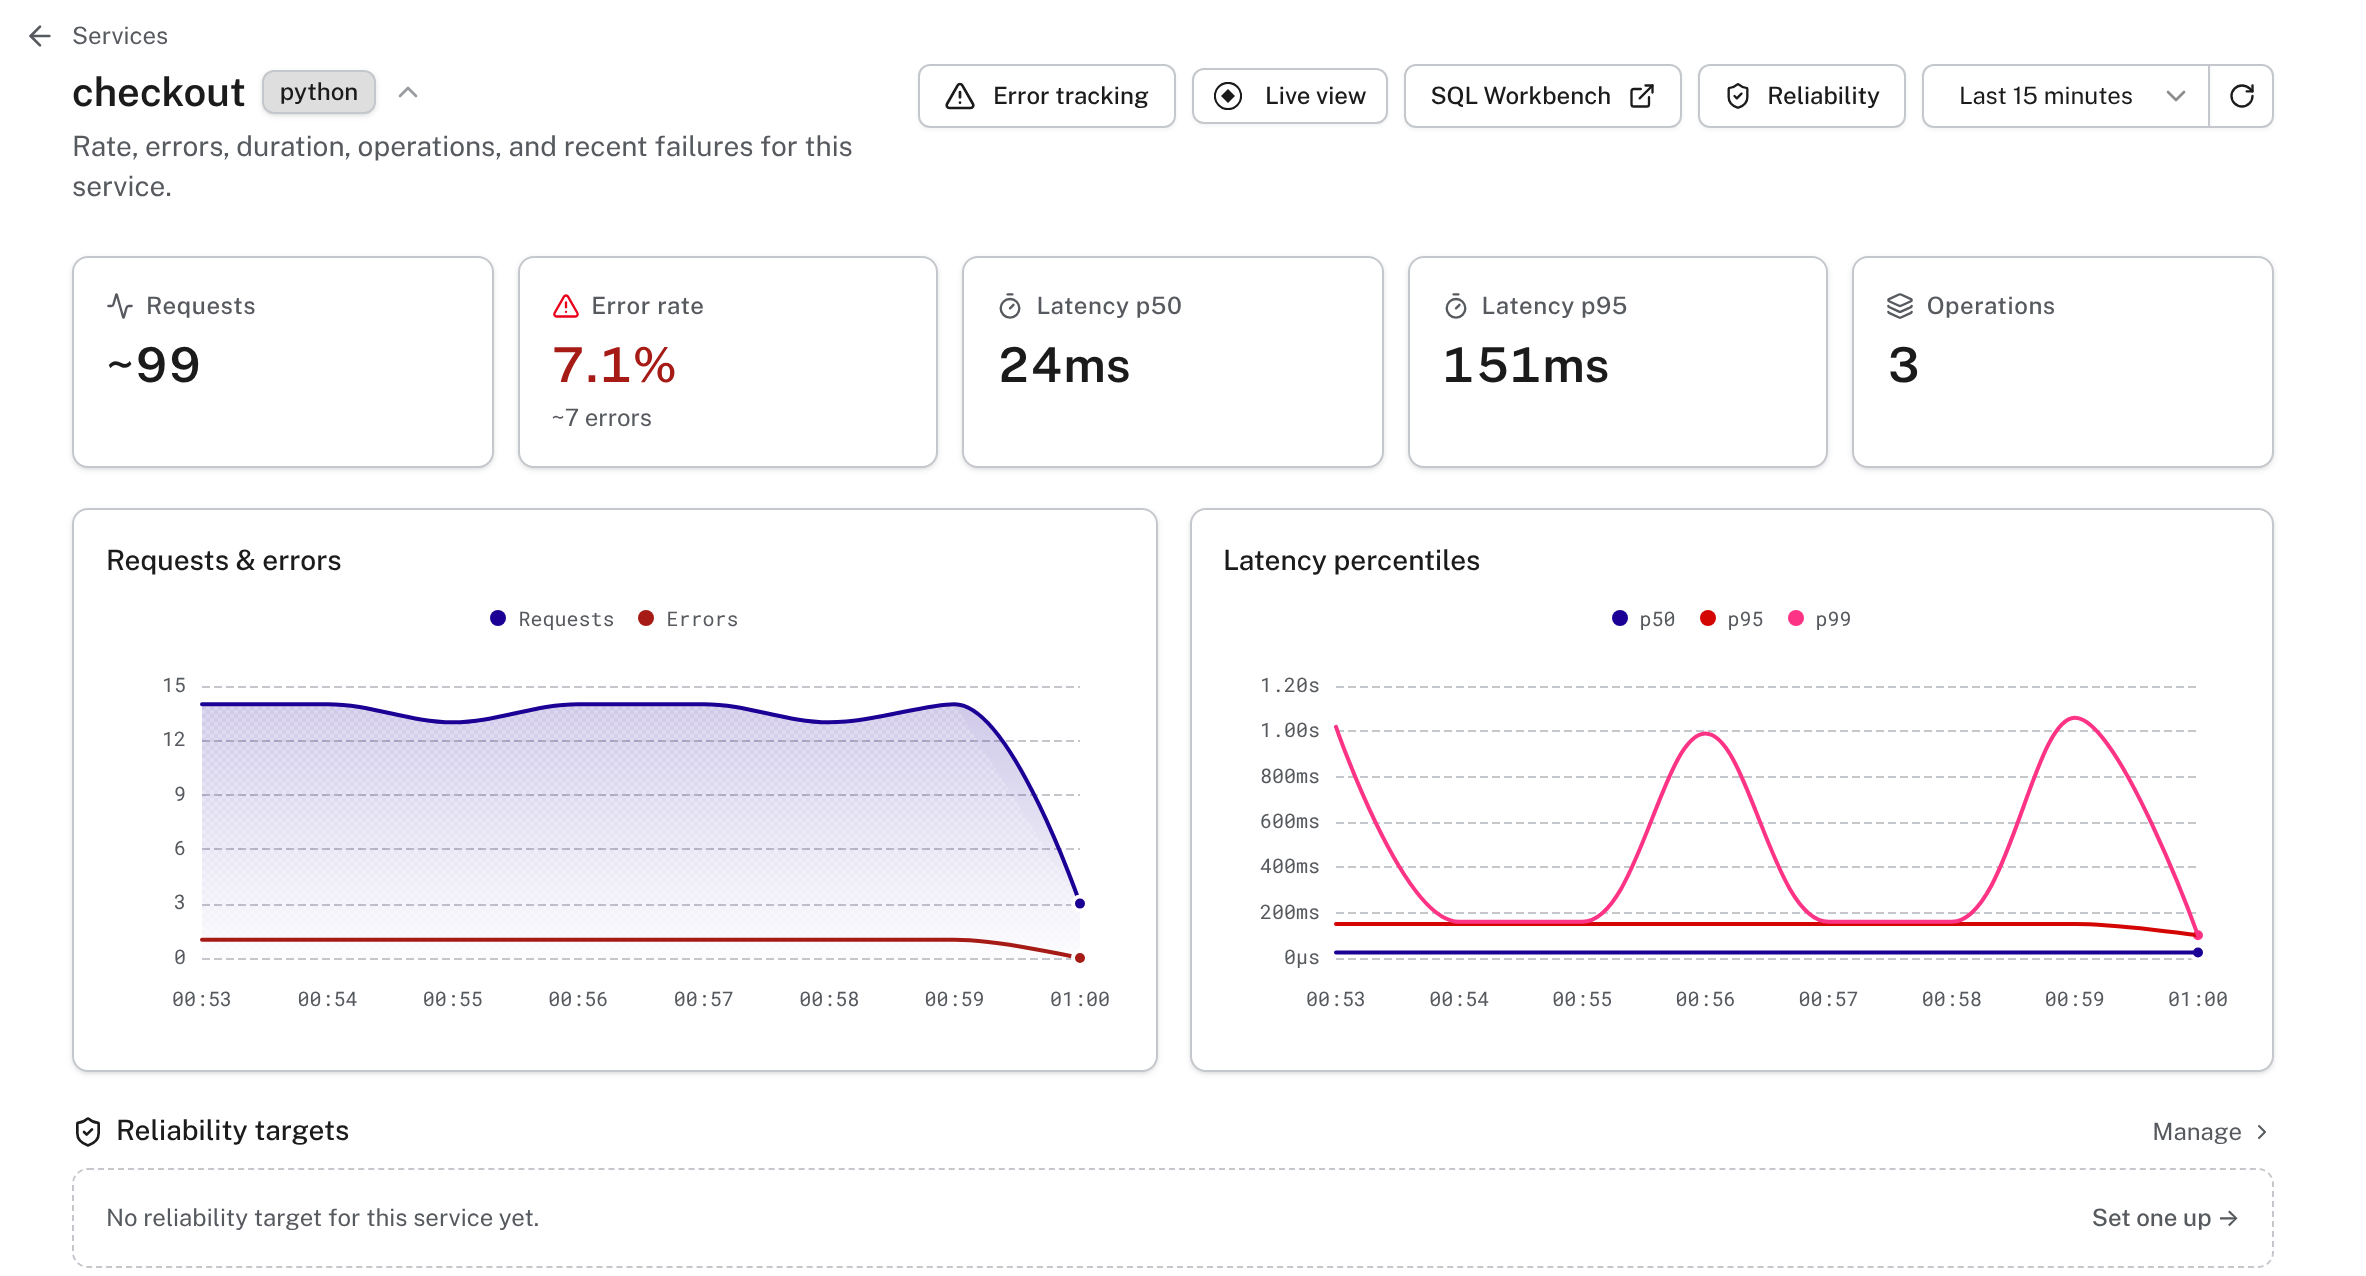 Services
checkout python
Error tracking
Live view
SQL Workbench
Reliability
Last 15 minutes
Rate, errors, duration, operations, and recent failures for this
service.
Requests
~99
Error rate
7.1%
~7 errors
Latency p50
24ms
Latency p95
151ms
Operations
3
Requests & errors
Requests Errors
15
12
9
6
3
0
00:53 00:54 00:55 00:56 00:57 00:58 00:59 01:00
Latency percentiles
p50 p95 p99
1.20s
1.00s
800ms
600ms
400ms
200ms
0µs
00:53 00:54 00:55 00:56 00:57 00:58 00:59 01:00
Reliability targets
Manage
No reliability target for this service yet.
Set one up